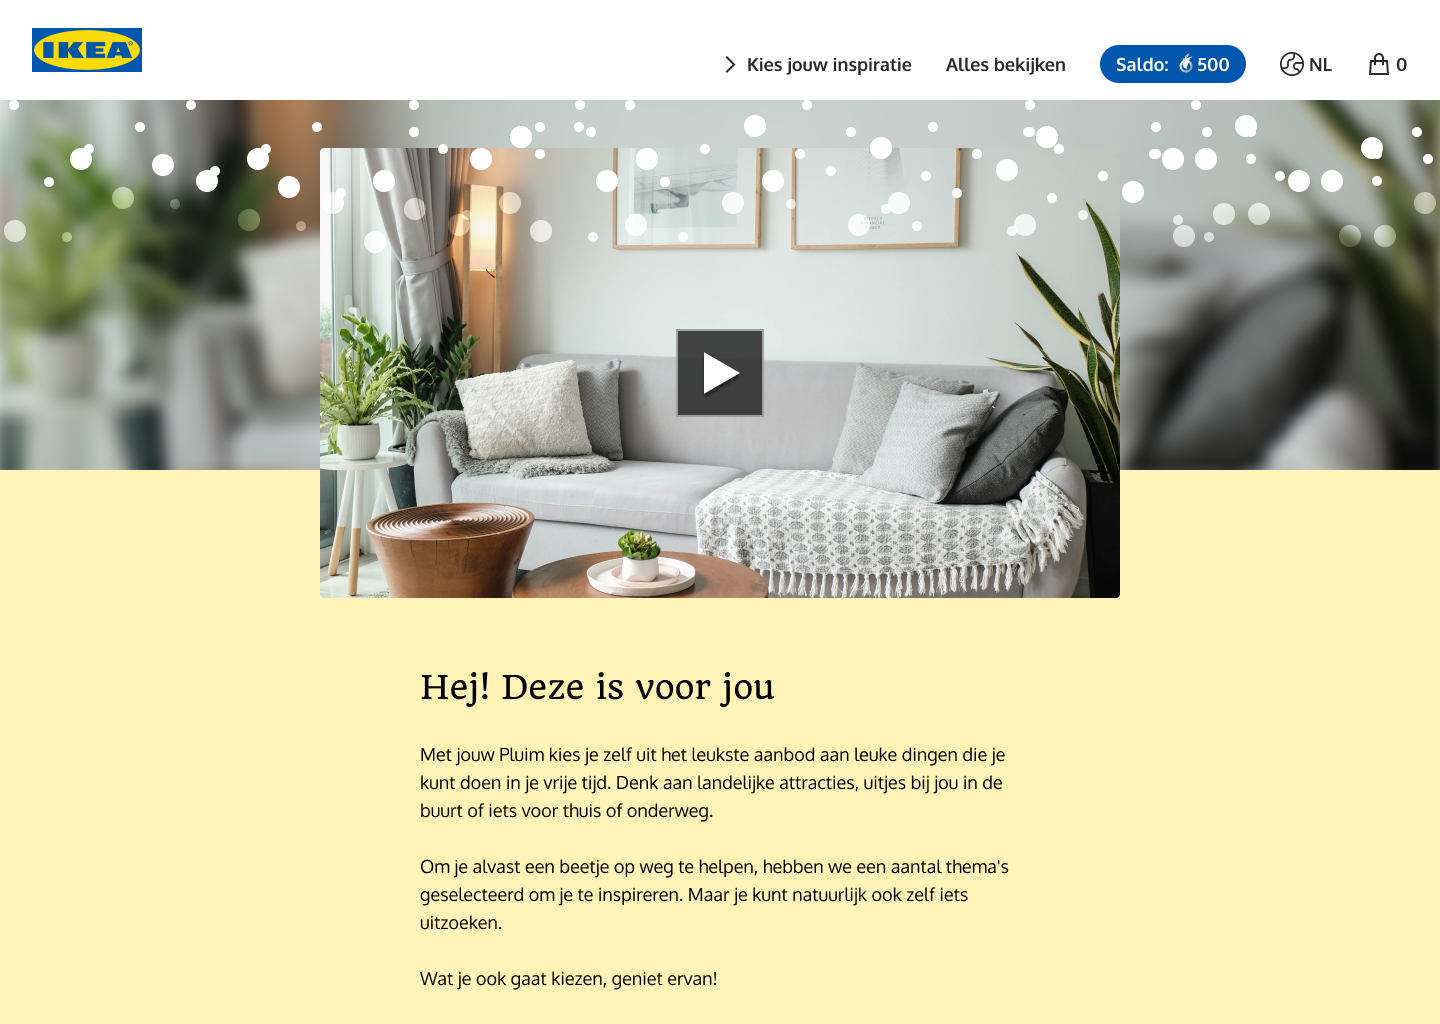 IKEA
Kies jouw inspiratie
Alles bekijken
Saldo: 500
NL
0
Hej! Deze is voor jou
Met jouw Pluim kies je zelf uit het leukste aanbod aan leuke dingen die je
kunt doen in je vrije tijd. Denk aan landelijke attracties, uitjes bij jou in de
buurt of iets voor thuis of onderweg.
Om je alvast een beetje op weg te helpen, hebben we een aantal thema's
geselecteerd om je te inspireren. Maar je kunt natuurlijk ook zelf iets
uitzoeken.
Wat je ook gaat kiezen, geniet ervan!